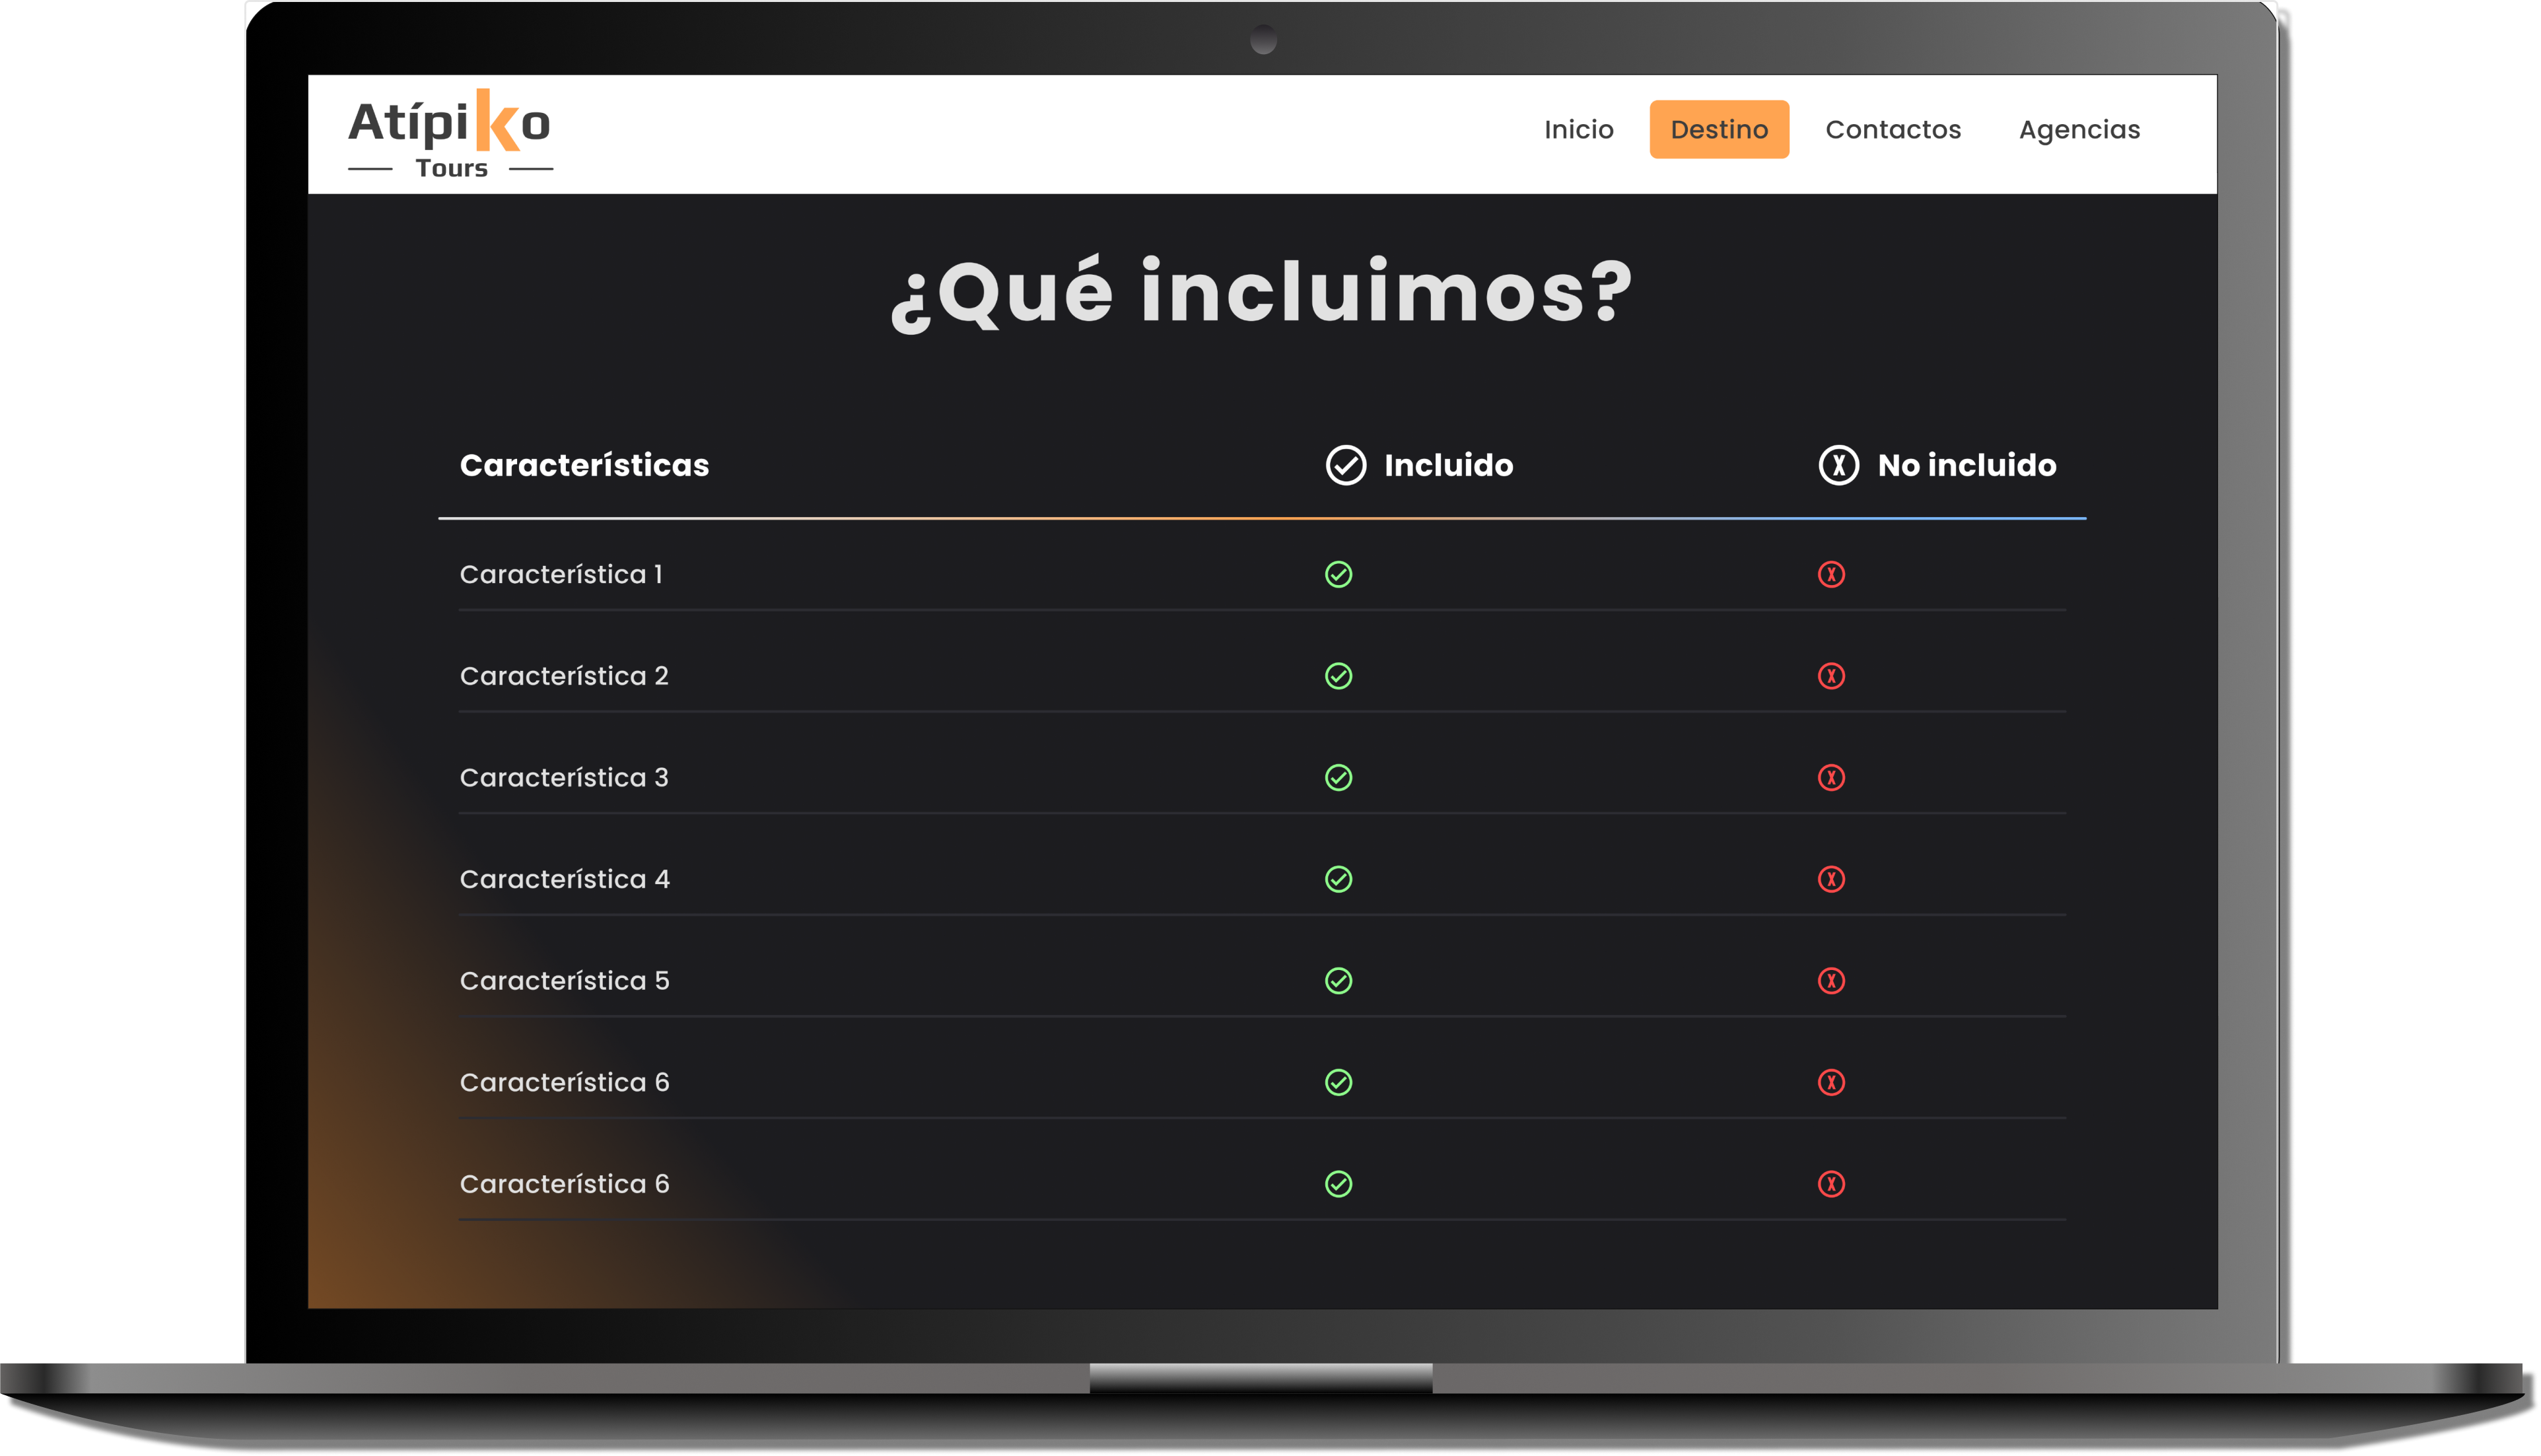 Atípiko
Tours
Inicio Destino Contactos Agencias
¿Qué incluimos?
Características Incluido No incluido
Característica 1
Característica 2
Característica 3
Característica 4
Característica 5
Característica 6
Característica 6